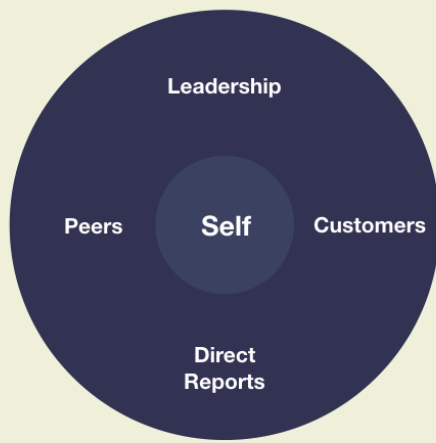 Leadership
Peers
Self
Customers
Direct
Reports